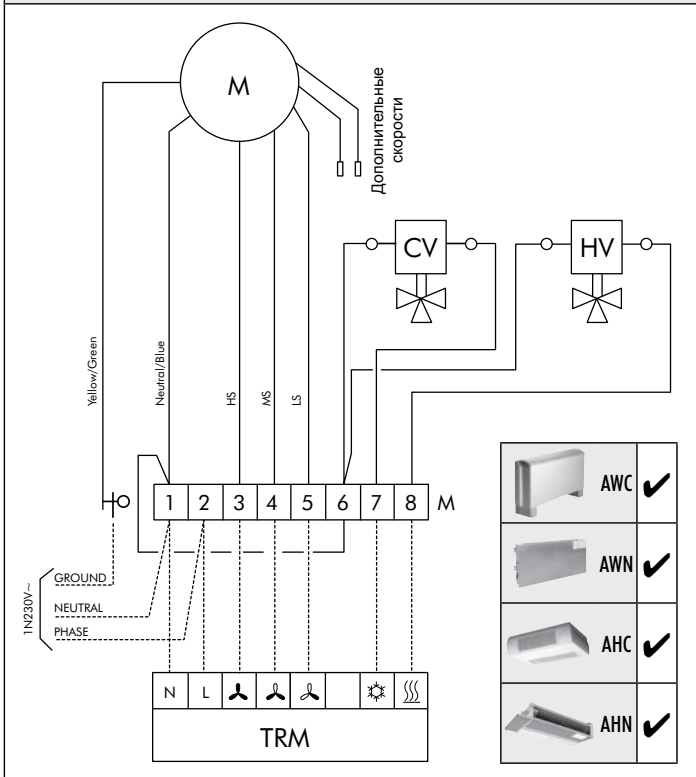 M
Дополнительные
скорости
CV
HV
Yellow/Green
Neutral/Blue
HS
MS
LS
1 2 3 4 5 6 7 8 M
1N230V~
GROUND
NEUTRAL
PHASE
N L
TRM
AWC ✔
AWN ✔
AHC ✔
AHN ✔